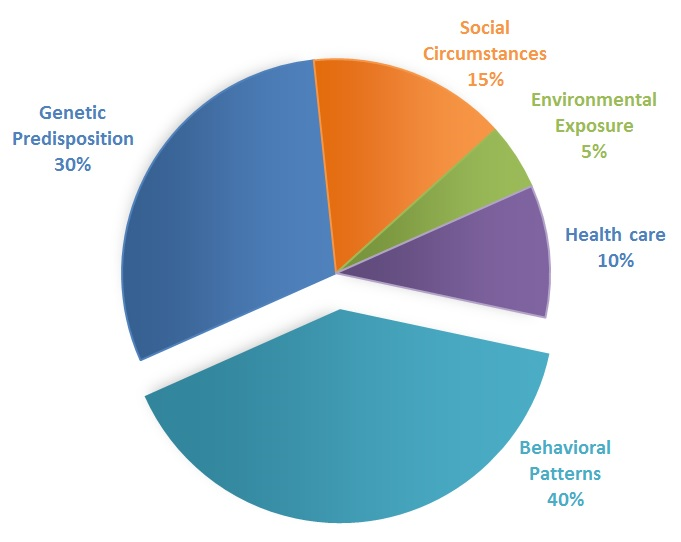 Social
Circumstances
15%
Environmental
Exposure
5%
Genetic
Predisposition
30%
Health care
10%
Behavioral
Patterns
40%